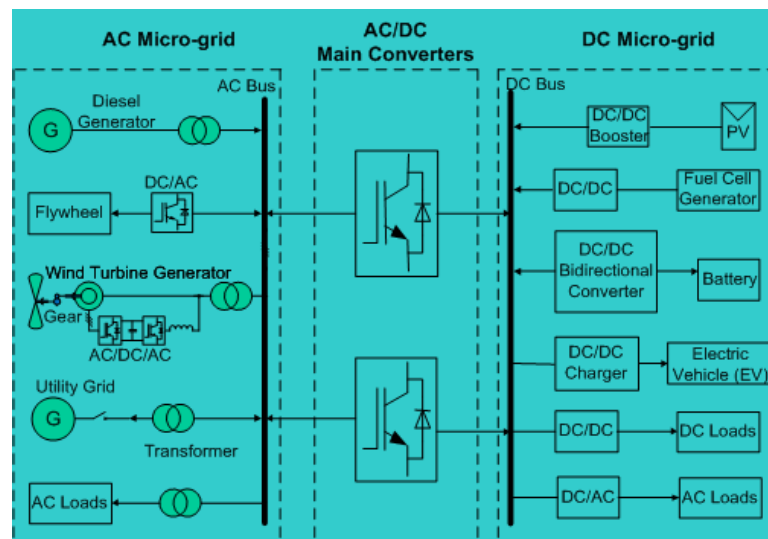 AC Micro-grid
AC/DC
Main Converters
DC Micro-grid
AC Bus
DC Bus
Diesel
Generator
G
DC/AC
Flywheel
Wind Turbine Generator
Gear
AC/DC/AC
Utility Grid
G
Transformer
AC Loads
DC/DC
Booster
PV
DC/DC
Fuel Cell
Generator
DC/DC
Bidirectional
Converter
Battery
DC/DC
Charger
Electric
Vehicle (EV)
DC/DC
DC Loads
DC/AC
AC Loads